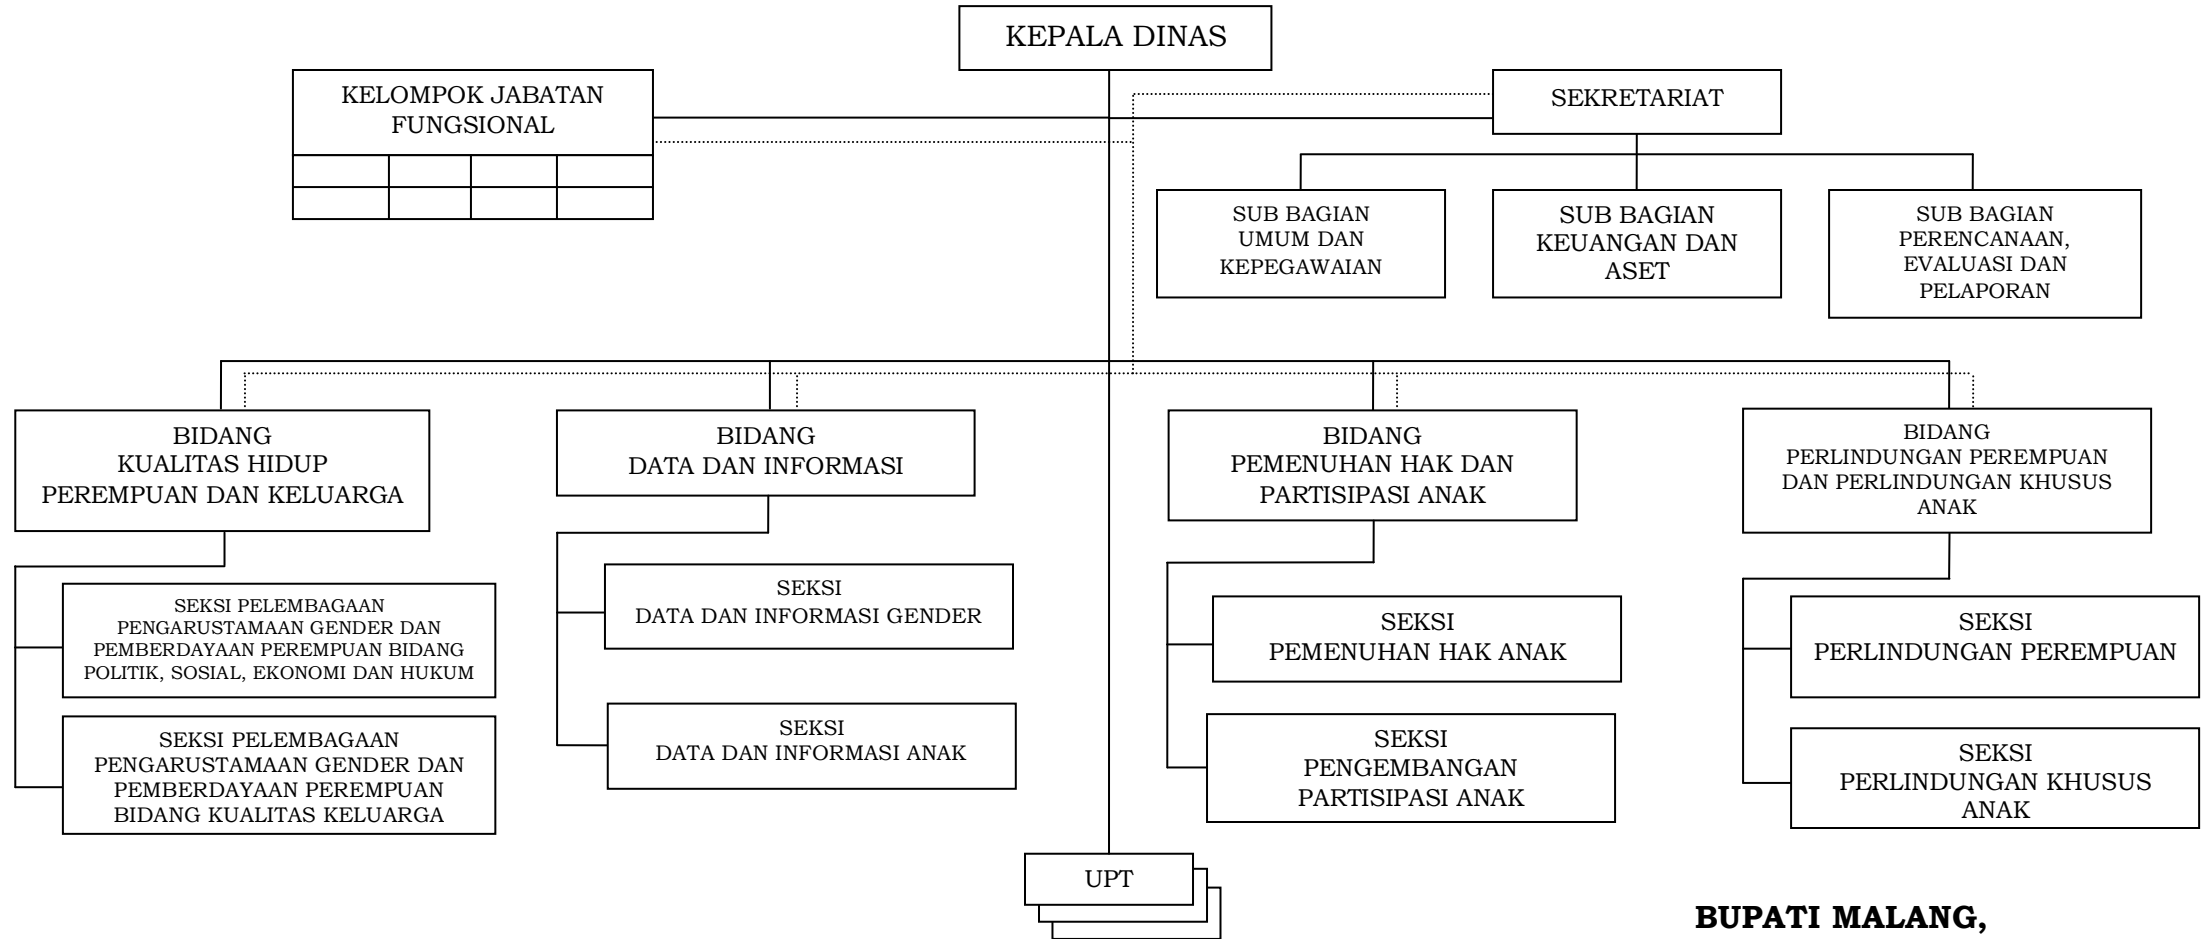 KEPALA DINAS
KELOMPOK JABATAN
FUNGSIONAL
SEKRETARIAT
SUB BAGIAN
UMUM DAN
KEPEGAWAIAN
SUB BAGIAN
KEUANGAN DAN
ASET
SUB BAGIAN
PERENCANAAN,
EVALUASI DAN
PELAPORAN
BIDANG
KUALITAS HIDUP
PEREMPUAN DAN KELUARGA
BIDANG
DATA DAN INFORMASI
BIDANG
PEMENUHAN HAK DAN
PARTISIPASI ANAK
BIDANG
PERLINDUNGAN PEREMPUAN
DAN PERLINDUNGAN KHUSUS
ANAK
SEKSI PELEMBAGAAN
PENGARUSTAMAAN GENDER DAN
PEMBERDAYAAN PEREMPUAN BIDANG
POLITIK, SOSIAL, EKONOMI DAN HUKUM
SEKSI PELEMBAGAAN
PENGARUSTAMAAN GENDER DAN
PEMBERDAYAAN PEREMPUAN
BIDANG KUALITAS KELUARGA
SEKSI
DATA DAN INFORMASI GENDER
SEKSI
DATA DAN INFORMASI ANAK
SEKSI
PEMENUHAN HAK ANAK
SEKSI
PENGEMBANGAN
PARTISIPASI ANAK
SEKSI
PERLINDUNGAN PEREMPUAN
SEKSI
PERLINDUNGAN KHUSUS
ANAK
UPT
BUPATI MALANG,